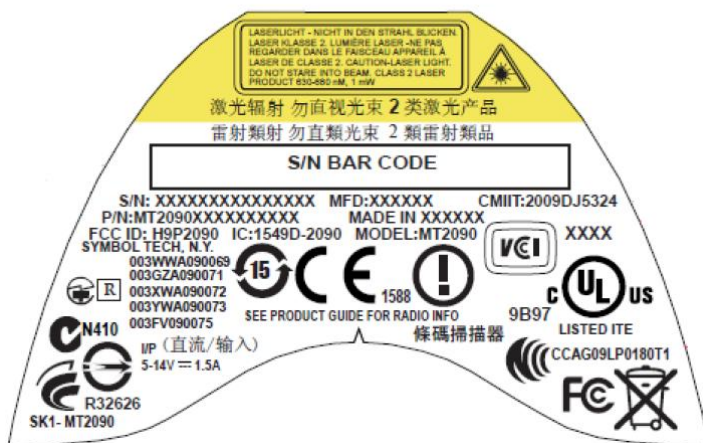 LASERLICHT - NICHT IN DEN STRAHL BLICKEN.
LASER KLASSE 2. LUMIÈRE LASER -NE PAS
REGARDER DANS LE FAISCEAU APPAREIL À
LASER DE CLASSE 2. CAUTION-LASER LIGHT.
DO NOT STARE INTO BEAM. CLASS 2 LASER
PRODUCT 630-680 nM, 1 mW
激光辐射 勿直视光束 2 类激光产品
雷射類射 勿直類光束 2 類雷射類品
S/N BAR CODE
S/N: XXXXXXXXXXXXXXX MFD:XXXXXX CMIIT:2009DJ5324
P/N:MT2090XXXXXXXXXX MADE IN XXXXXX
FCC ID: H9P2090 IC:1549D-2090 MODEL:MT2090
VCI XXXX
SYMBOL TECH, N.Y.
003WWA090069
003GZA090071
003XWA090072
003YWA090073
003FV090075
R
15
CE 1588
SEE PRODUCT GUIDE FOR RADIO INFO
條碼掃描器
9B97
C UL US
LISTED ITE
N410
I/P (直流/输入)
5-14V ⎓ 1.5A
CCAG09LP0180T1
R32626
SK1- MT2090
FC